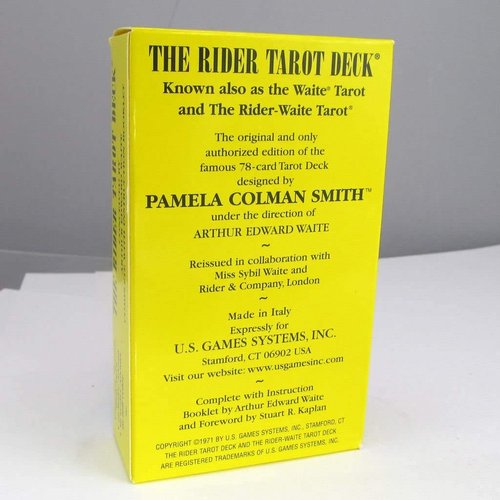 THE RIDER TAROT DECK®
Known also as the Waite® Tarot
and The Rider-Waite Tarot®
The original and only
authorized edition of the
famous 78-card Tarot Deck
designed by
PAMELA COLMAN SMITH™
under the direction of
ARTHUR EDWARD WAITE
~
Reissued in collaboration with
Miss Sybil Waite and
Rider & Company, London
~
Made in Italy
Expressly for
U.S. GAMES SYSTEMS, INC.
Stamford, CT 06902 USA
Visit our website: www.usgamesinc.com
~
Complete with Instruction
Booklet by Arthur Edward Waite
and Foreword by Stuart R. Kaplan
COPYRIGHT ©1971 BY U.S. GAMES SYSTEMS, INC., STAMFORD, CT
THE RIDER TAROT DECK AND THE RIDER-WAITE TAROT DECK
ARE REGISTERED TRADEMARKS OF U.S. GAMES SYSTEMS, INC.
THE RIDER TAROT DECK